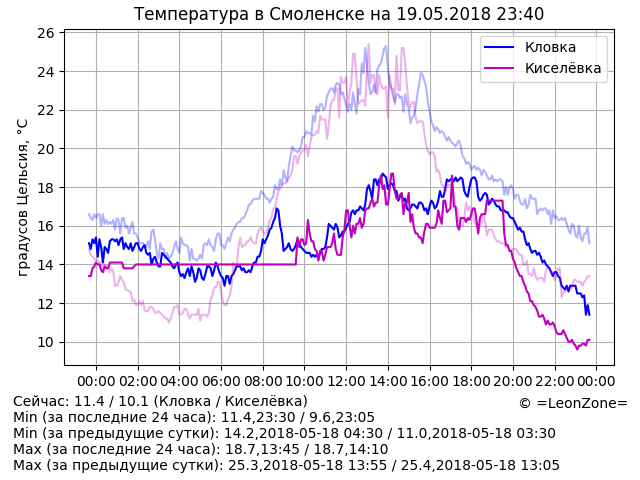 Температура в Смоленске на 19.05.2018 23:40
26
24
22
20
18
16
14
12
10
градусов Цельсия, °C
Кловка
Киселёвка
00:00 02:00 04:00 06:00 08:00 10:00 12:00 14:00 16:00 18:00 20:00 22:00 00:00
Сейчас: 11.4 / 10.1 (Кловка / Киселёвка)
© =LeonZone=
Min (за последние 24 часа): 11.4,23:30 / 9.6,23:05
Min (за предыдущие сутки): 14.2,2018-05-18 04:30 / 11.0,2018-05-18 03:30
Max (за последние 24 часа): 18.7,13:45 / 18.7,14:10
Max (за предыдущие сутки): 25.3,2018-05-18 13:55 / 25.4,2018-05-18 13:05